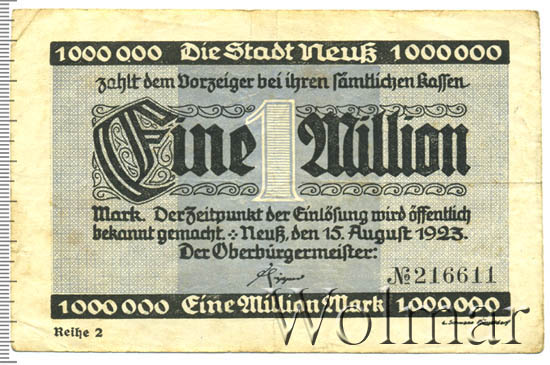 1000000 Die Stadt Neuß 1000000
zahlt dem Vorzeiger bei ihren sämtlichen Kassen
Eine 1 Million
Mark. Der Zeitpunkt der Einlösung wird öffentlich
bekannt gemacht. ⁘ Neuß, den 15. August 1923.
Der Oberbürgermeister:
№ 216611
1000000 Eine Million Mark 1000000
Reihe 2
Wolmar